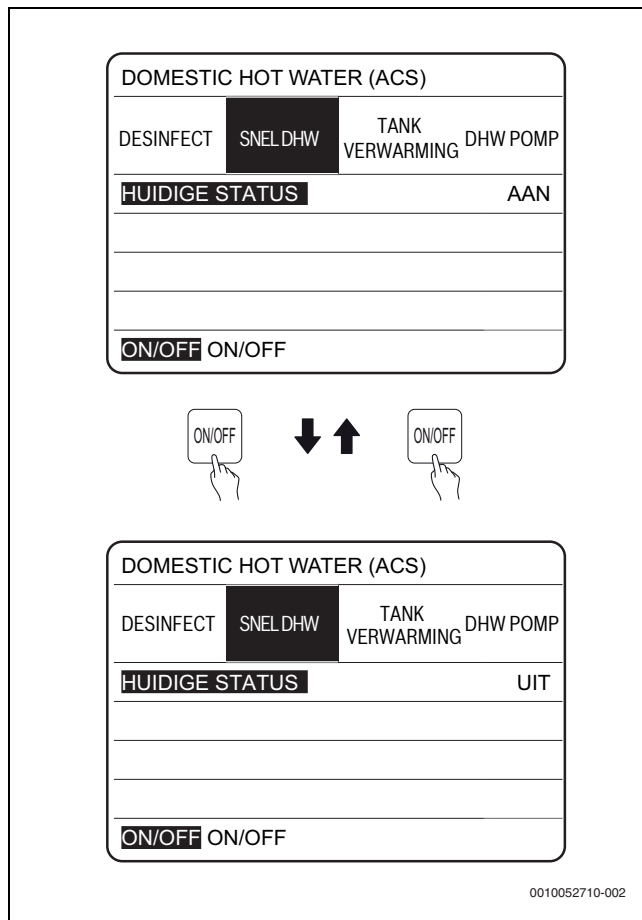 DOMESTIC HOT WATER (ACS)
DESINFECT SNEL DHW TANK VERWARMING DHW POMP
HUIDIGE STATUS AAN
ON/OFF ON/OFF
ON/OFF ON/OFF
DOMESTIC HOT WATER (ACS)
DESINFECT SNEL DHW TANK VERWARMING DHW POMP
HUIDIGE STATUS UIT
ON/OFF ON/OFF
0010052710-002